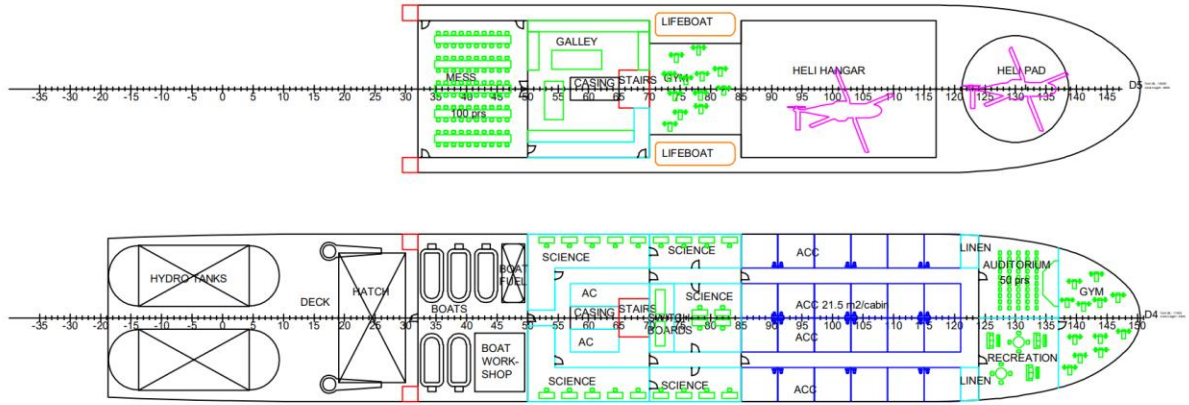 LIFEBOAT
GALLEY
MESS
CASING
STAIRS
GYM
HELI HANGAR
HELI PAD
-35 -30 -25 -20 -15 -10 -5 0 5 10 15 20 25 30 35 40 45 50 55 60 65 70 75 80 85 90 95 100 105 110 115 120 125 130 135 140 145
D5
100 prs
LIFEBOAT
SCIENCE
SCIENCE
ACC
LINEN
HYDRO TANKS
BOAT
FUEL
AUDITORIUM
50 prs
DECK
HATCH
BOATS
AC
SCIENCE
ACC 21.5 m2/cabin
GYM
CASING
STAIRS
SWITCH
BOARDS
-35 -30 -25 -20 -15 -10 -5 0 5 10 15 20 25 30 35 40 45 50 55 60 65 70 75 80 85 90 95 100 105 110 115 120 125 130 135 140 145 150
D4
AC
ACC
BOAT
WORK-
SHOP
RECREATION
SCIENCE
SCIENCE
ACC
LINEN